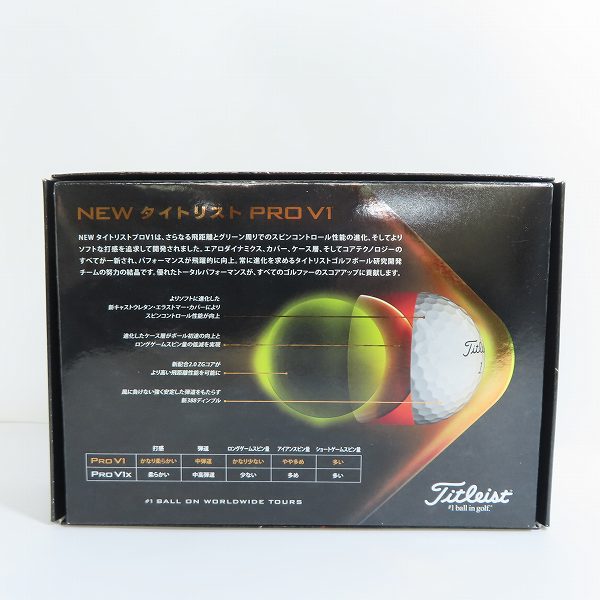 NEW タイトリスト PRO V1
NEW タイトリストプロV1は、さらなる飛距離とグリーン周りでのスピンコントロール性能の進化、そしてより
ソフトな打感を追求して開発されました。エアロダイナミクス、カバー、ケース層、そしてコアテクノロジーの
すべてが一新され、パフォーマンスが飛躍的に向上。常に進化を求めるタイトリストゴルフボール研究開発
チームの努力の結晶です。優れたトータルパフォーマンスが、すべてのゴルファーのスコアアップに貢献します。
よりソフトに進化した
新キャストウレタン・エラストマー・カバーにより
スピンコントロール性能が向上
進化したケース層がボール初速の向上と
ロングゲームスピン量の低減を実現
新配合2.0 ZGコアが
より高い飛距離性能を可能に
風に負けない強く安定した弾道をもたらす
新388ディンプル
Titleist
1
打感 弾道 ロングゲームスピン量 アイアンスピン量 ショートゲームスピン量
PRO V1 かなり柔らかい 中弾道 かなり少ない やや多め 多い
PRO V1x 柔らかい 中高弾道 少ない 多め 多い
#1 BALL ON WORLDWIDE TOURS
Titleist
#1 ball in golf.™